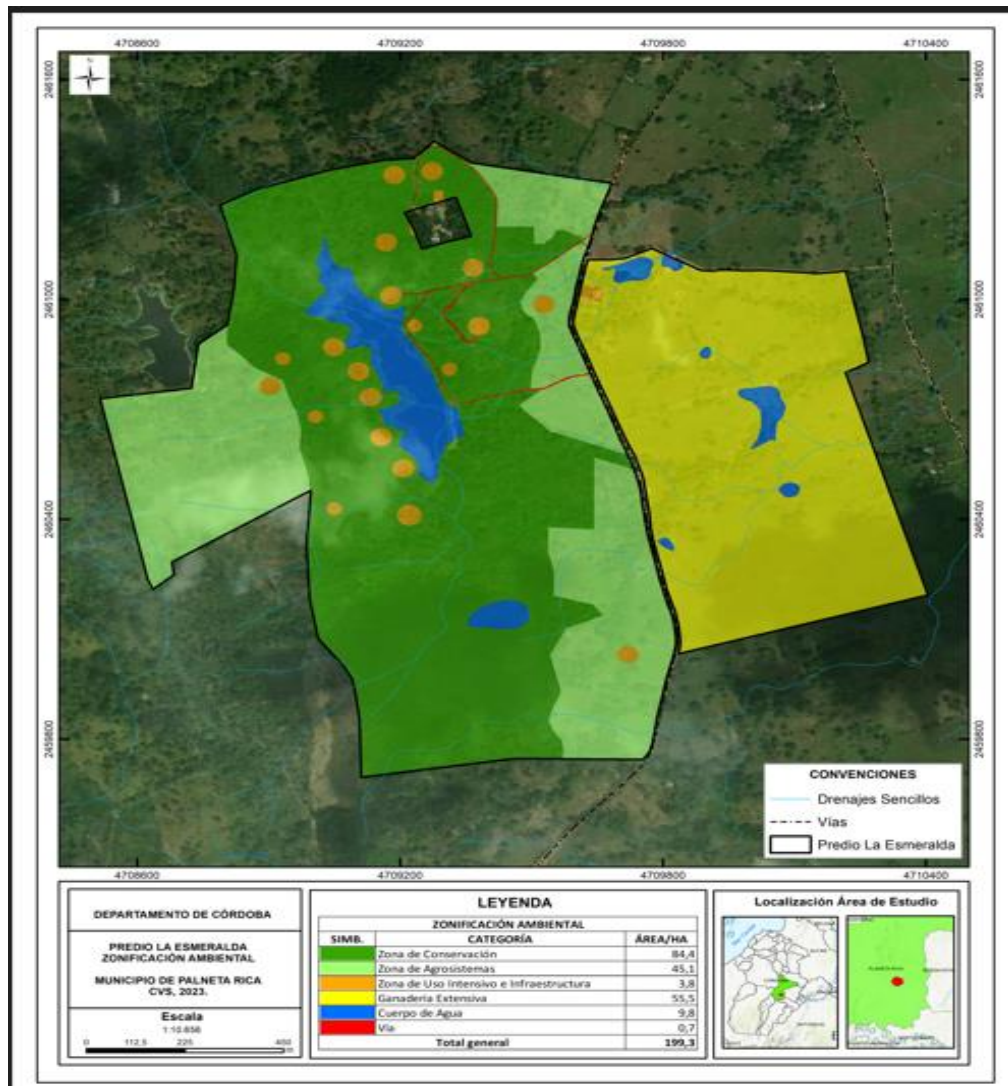 4708600 4709200 4709800 4710400
2461600 2461600
2461000 2461000
2460400 2460400
2459800 2459800
CONVENCIONES
Drenajes Sencillos
Vías
Predio La Esmeralda
4708600 4709200 4709800 4710400
DEPARTAMENTO DE CÓRDOBA
PREDIO LA ESMERALDA
ZONIFICACIÓN AMBIENTAL
MUNICIPIO DE PALNETA RICA
CVS, 2023.
Escala
1:10.656
0 112,5 225 450
LEYENDA
ZONIFICACIÓN AMBIENTAL
SIMB. CATEGORÍA ÁREA/HA
Zona de Conservación 84,4
Zona de Agrosistemas 45,1
Zona de Uso Intensivo e Infraestructura 3,8
Ganadería Extensiva 55,5
Cuerpo de Agua 9,8
Vía 0,7
Total general 199,3
Localización Área de Estudio